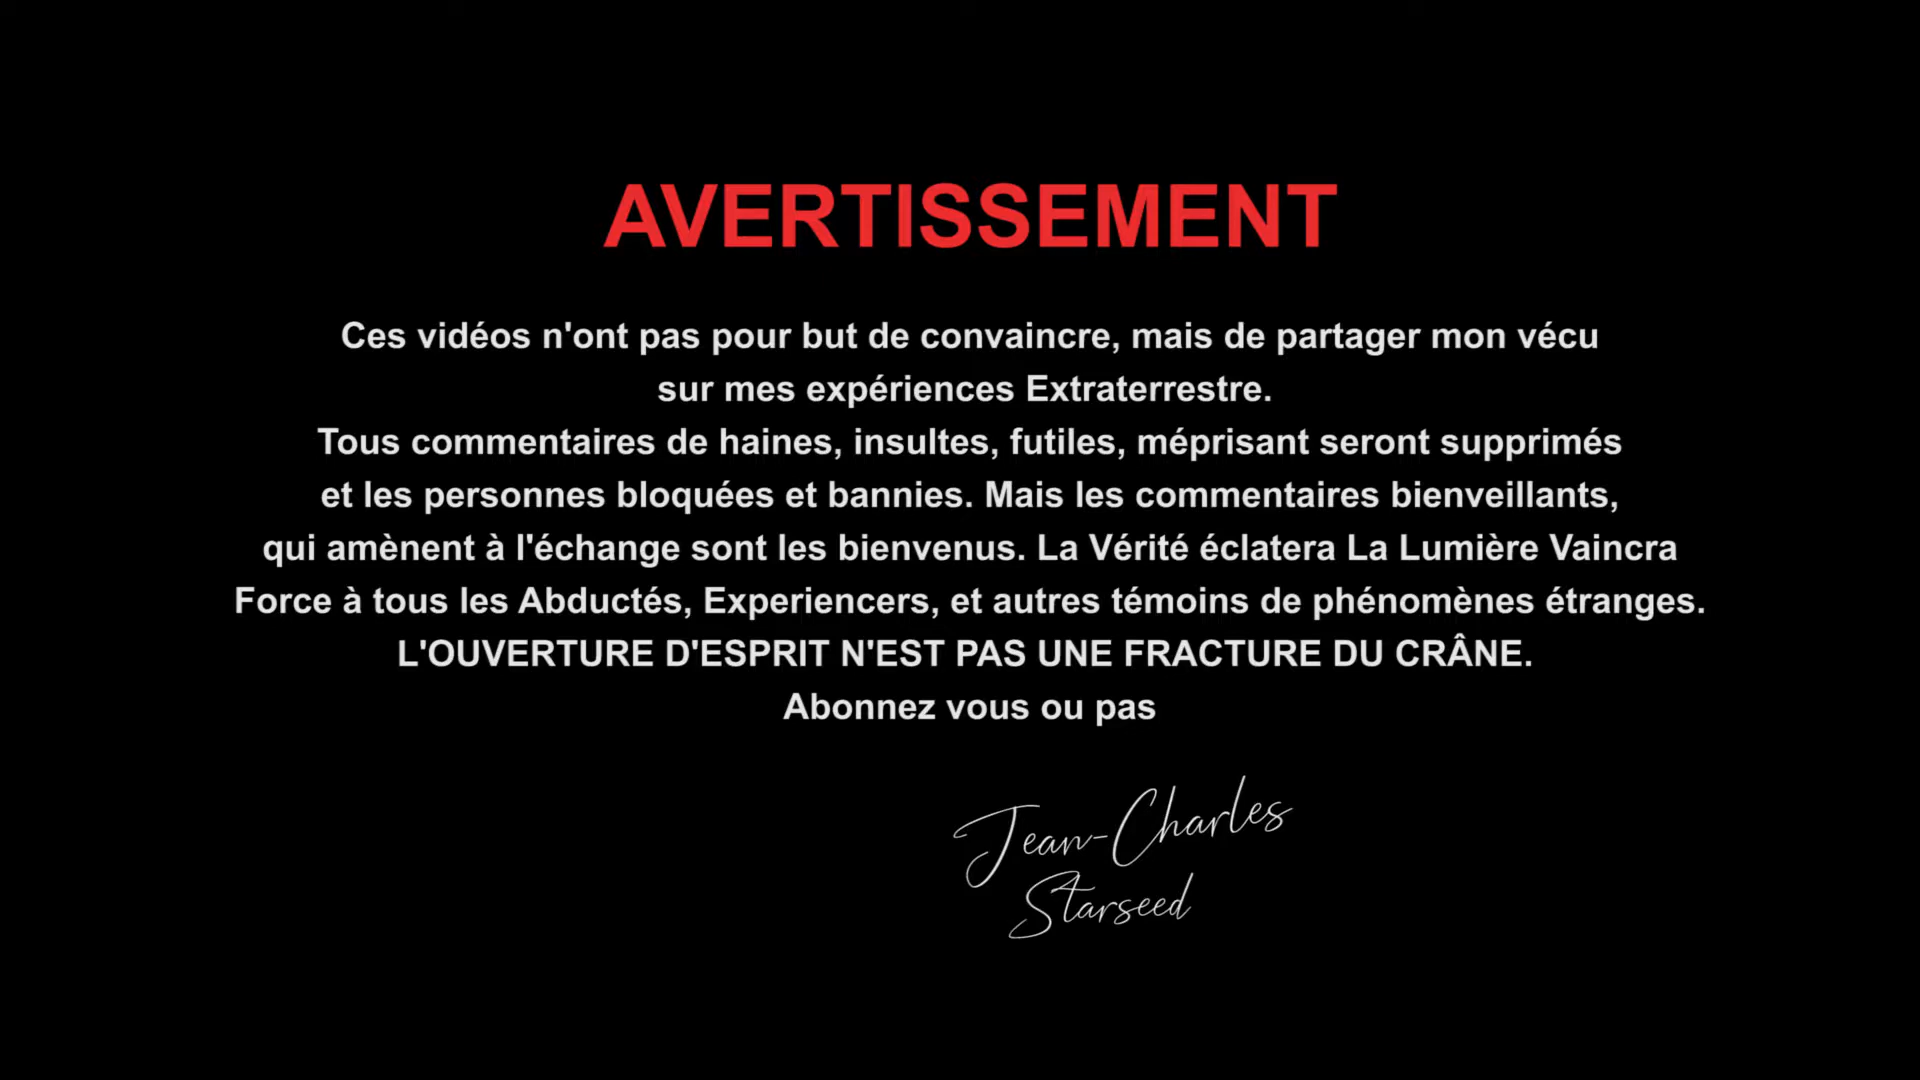 AVERTISSEMENT
Ces vidéos n'ont pas pour but de convaincre, mais de partager mon vécu
sur mes expériences Extraterrestre.
Tous commentaires de haines, insultes, futiles, méprisant seront supprimés
et les personnes bloquées et bannies. Mais les commentaires bienveillants,
qui amènent à l'échange sont les bienvenus. La Vérité éclatera La Lumière Vaincra
Force à tous les Abductés, Experiencers, et autres témoins de phénomènes étranges.
L'OUVERTURE D'ESPRIT N'EST PAS UNE FRACTURE DU CRÂNE.
Abonnez vous ou pas
Jean-Charles
Starseed